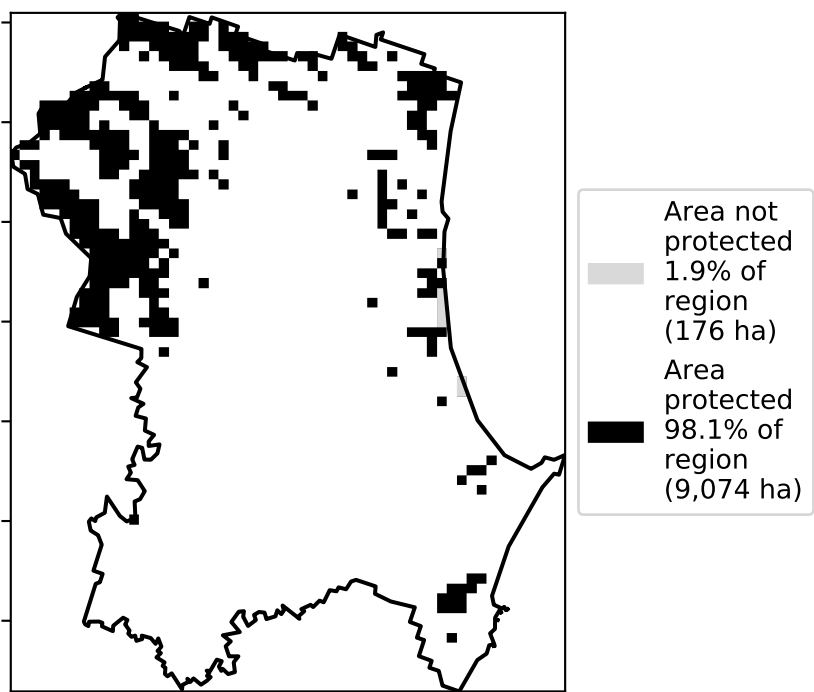 Area not
protected
1.9% of
region
(176 ha)
Area
protected
98.1% of
region
(9,074 ha)